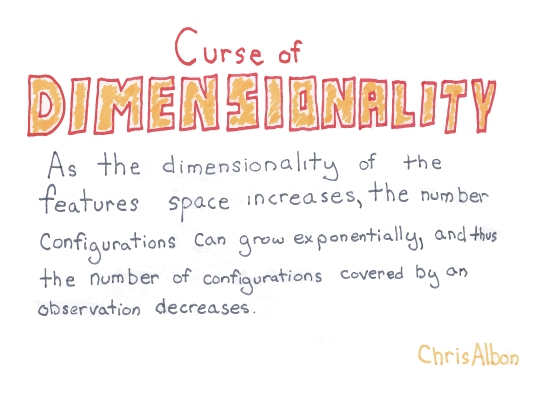 Curse of
DIMENSIONALITY
As the dimensionality of the
features space increases, the number
configurations can grow exponentially, and thus
the number of configurations covered by an
observation decreases.
ChrisAlbon